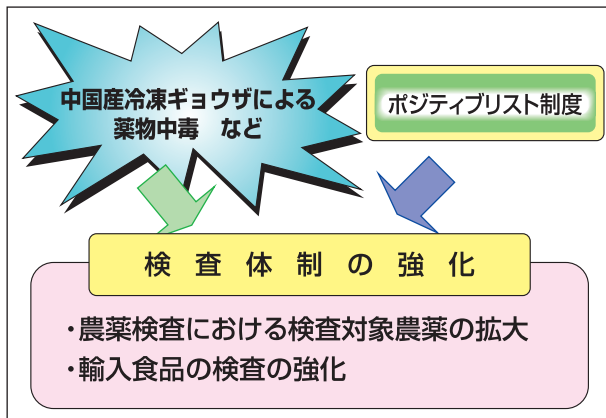 中国産冷凍ギョウザによる
薬物中毒　など
ポジティブリスト制度
検査体制の強化
・農薬検査における検査対象農薬の拡大
・輸入食品の検査の強化